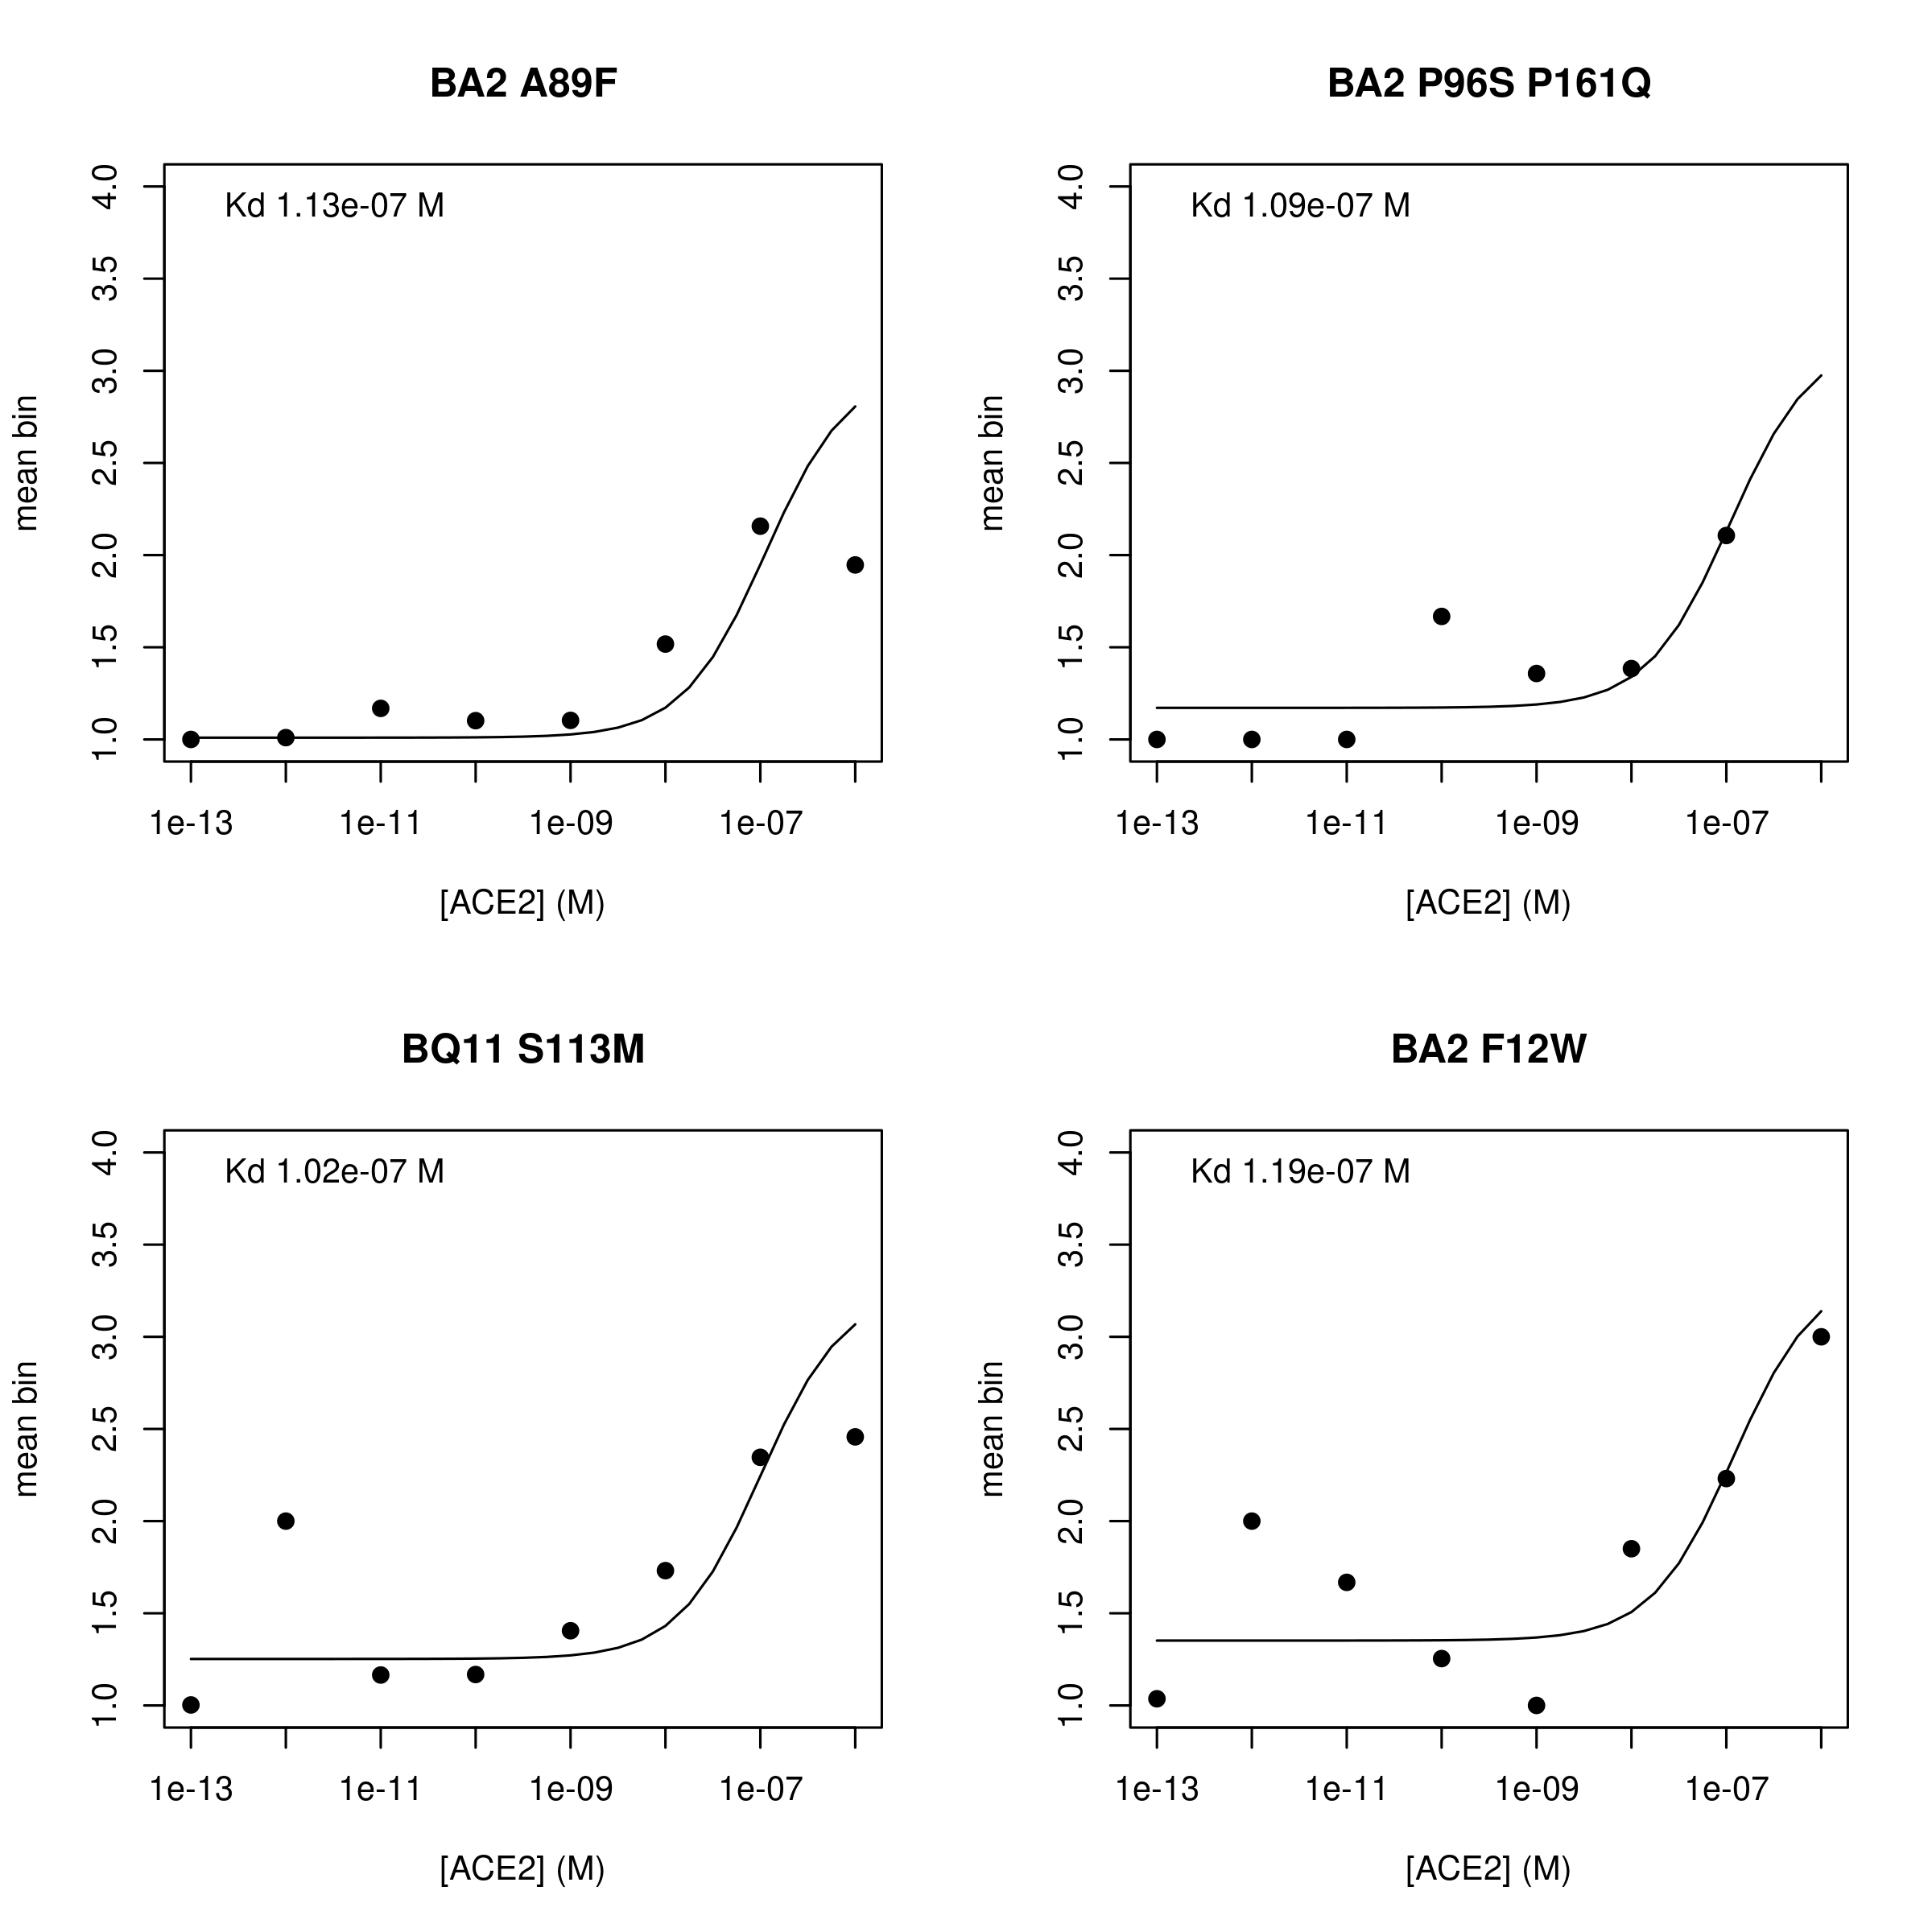 BA2 A89F
Kd 1.13e-07 M
mean bin
4.0
3.5
3.0
2.5
2.0
1.5
1.0
1e-13 1e-11 1e-09 1e-07
[ACE2] (M)
BA2 P96S P161Q
Kd 1.09e-07 M
mean bin
4.0
3.5
3.0
2.5
2.0
1.5
1.0
1e-13 1e-11 1e-09 1e-07
[ACE2] (M)
BQ11 S113M
Kd 1.02e-07 M
mean bin
4.0
3.5
3.0
2.5
2.0
1.5
1.0
1e-13 1e-11 1e-09 1e-07
[ACE2] (M)
BA2 F12W
Kd 1.19e-07 M
mean bin
4.0
3.5
3.0
2.5
2.0
1.5
1.0
1e-13 1e-11 1e-09 1e-07
[ACE2] (M)